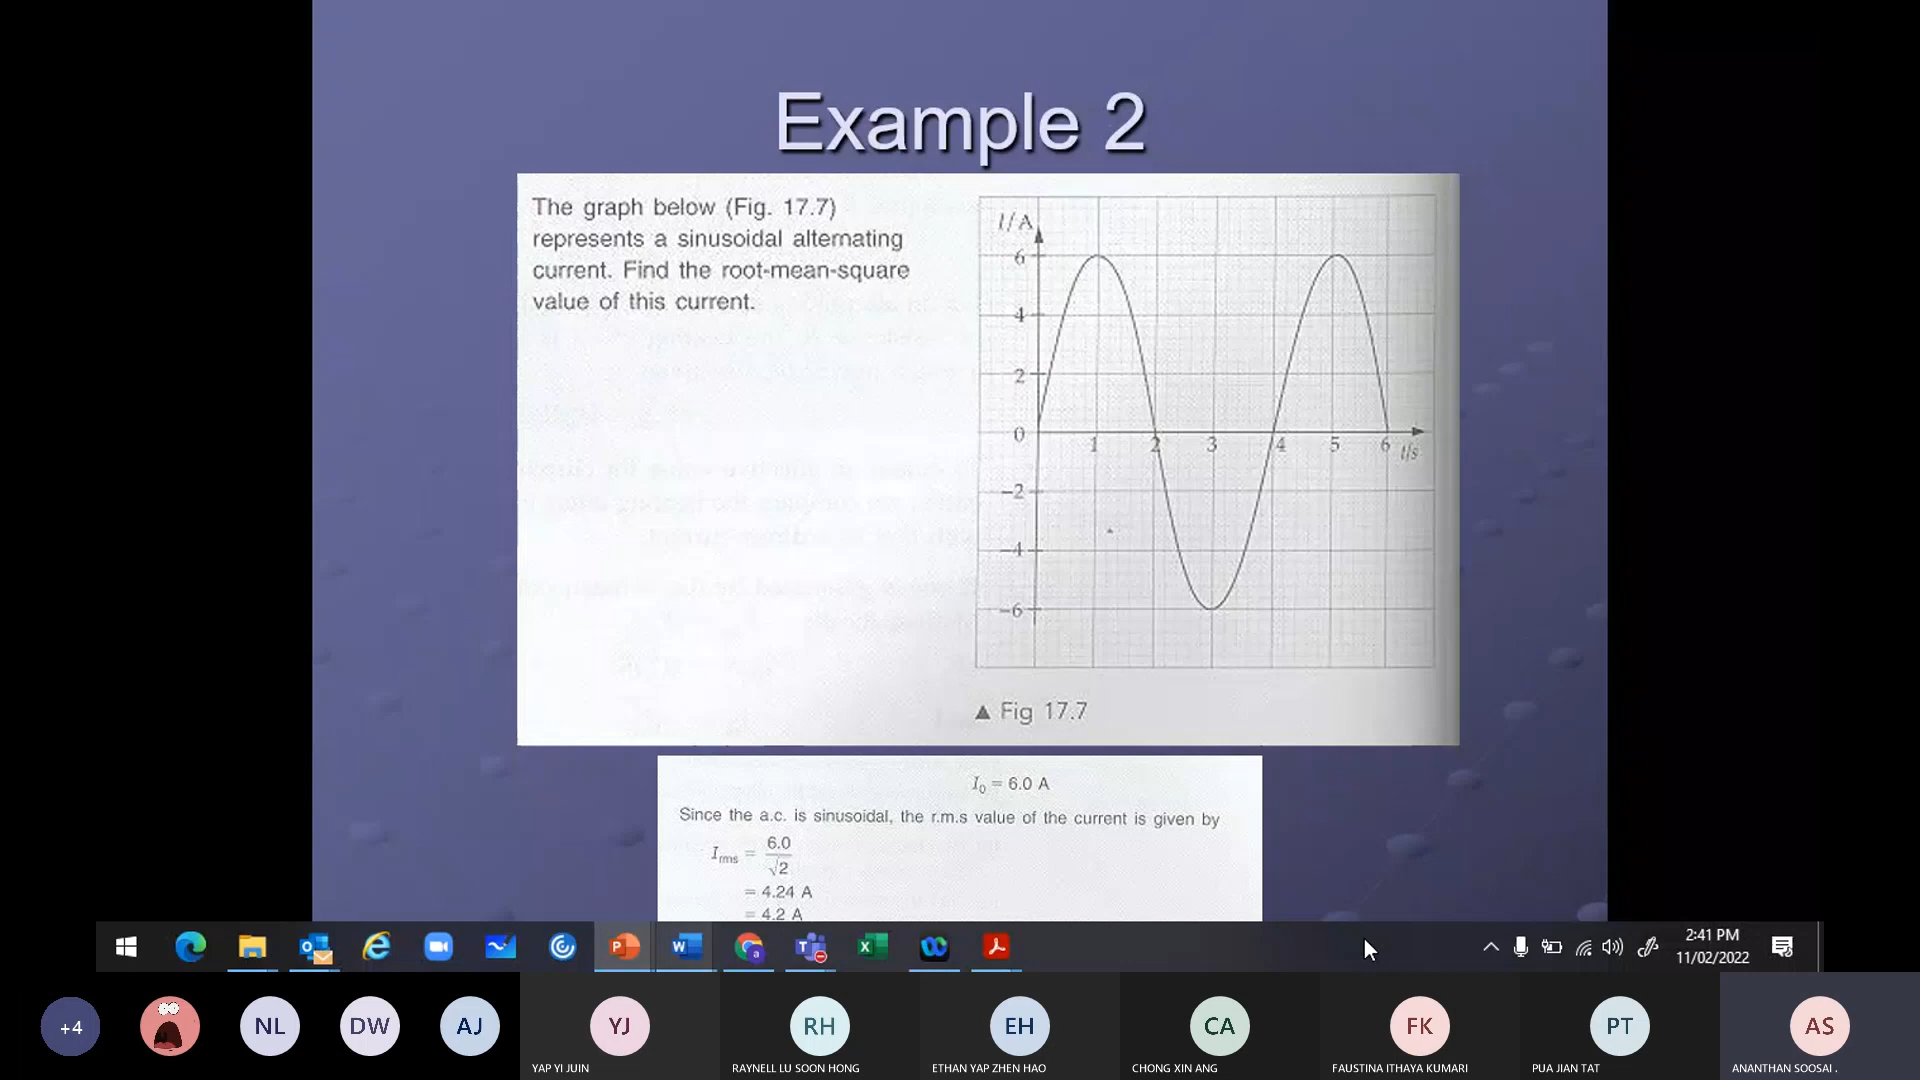 Example 2
The graph below (Fig. 17.7)
represents a sinusoidal alternating
current. Find the root-mean-square
value of this current.
I/A
6
4
2
0
-2
-4
-6
1 2 3 4 5 6 t/s
▲ Fig 17.7
I₀ = 6.0 A
Since the a.c. is sinusoidal, the r.m.s value of the current is given by
Iᵣₘₛ = 6.0/√2
= 4.24 A
= 4.2 A
2:41 PM
11/02/2022
+4
NL
DW
AJ
YJ
RH
EH
CA
FK
PT
AS
YAP YI JUIN
RAYNELL LU SOON HONG
ETHAN YAP ZHEN HAO
CHONG XIN ANG
FAUSTINA ITHAYA KUMARI
PUA JIAN TAT
ANANTHAN SOOSAI .